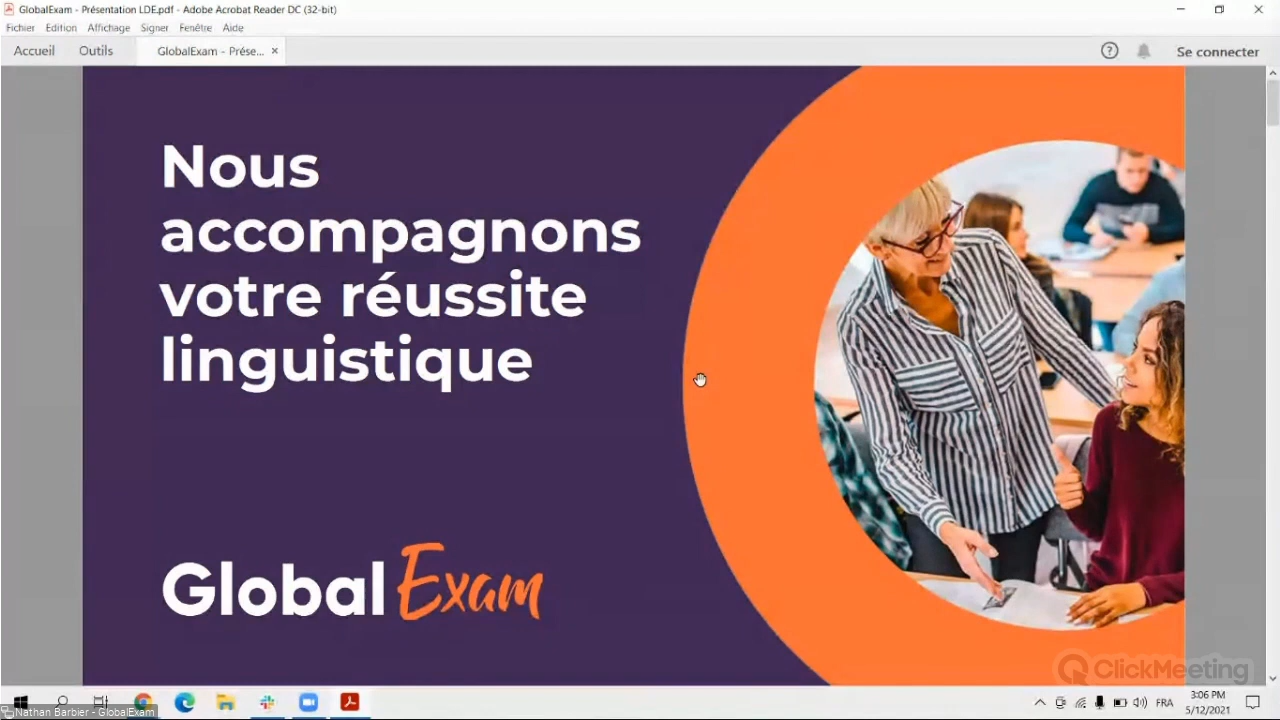 GlobalExam - Présentation LDE.pdf - Adobe Acrobat Reader DC (32-bit)
Fichier Edition Affichage Signer Fenêtre Aide
Accueil Outils GlobalExam - Prése... × Se connecter
Nous
accompagnons
votre réussite
linguistique
Global Exam
ClickMeeting
FRA
3:06 PM
5/12/2021
Nathan Barbier - GlobalExam